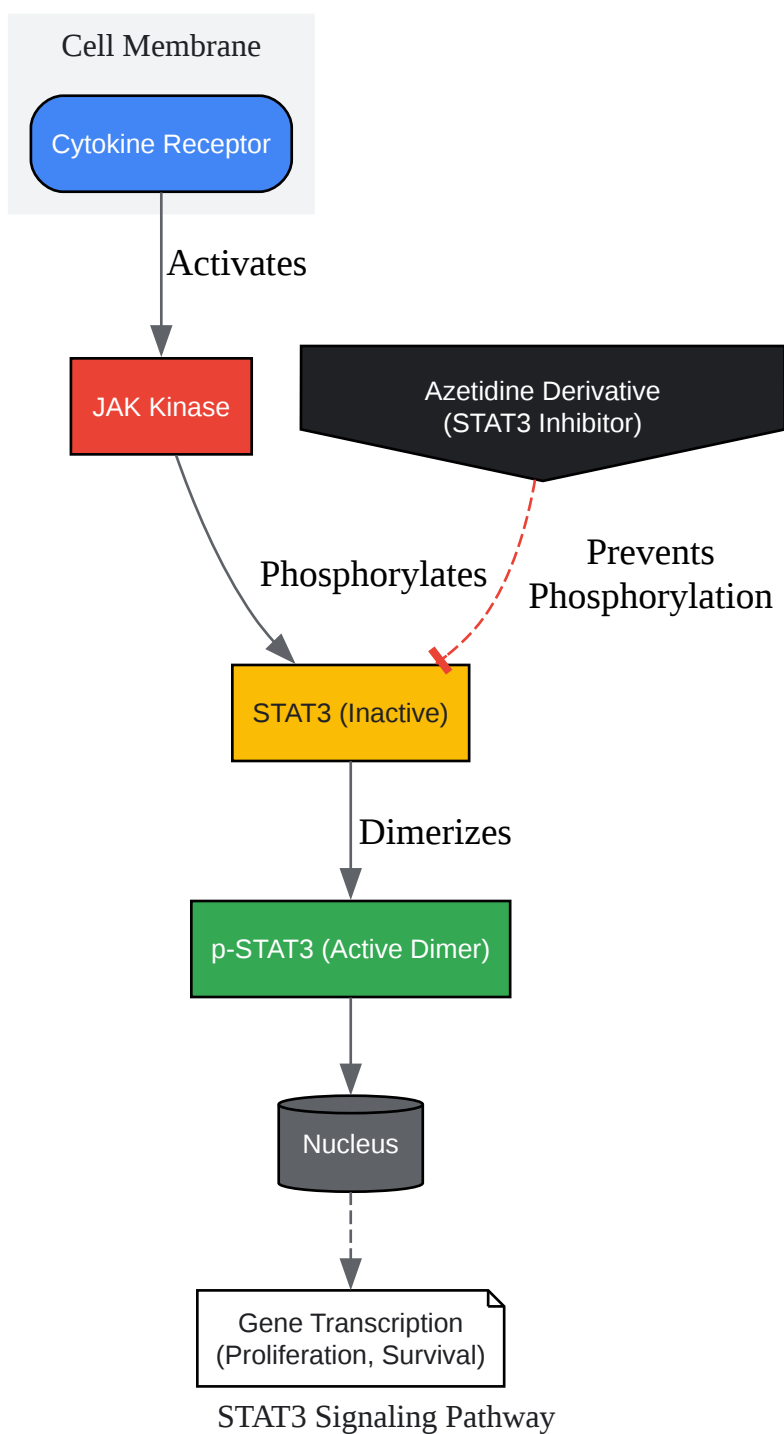 Cell Membrane
Cytokine Receptor
Activates
JAK Kinase
Azetidine Derivative
(STAT3 Inhibitor)
Phosphorylates
Prevents
Phosphorylation
STAT3 (Inactive)
Dimerizes
p-STAT3 (Active Dimer)
Nucleus
Gene Transcription
(Proliferation, Survival)
STAT3 Signaling Pathway